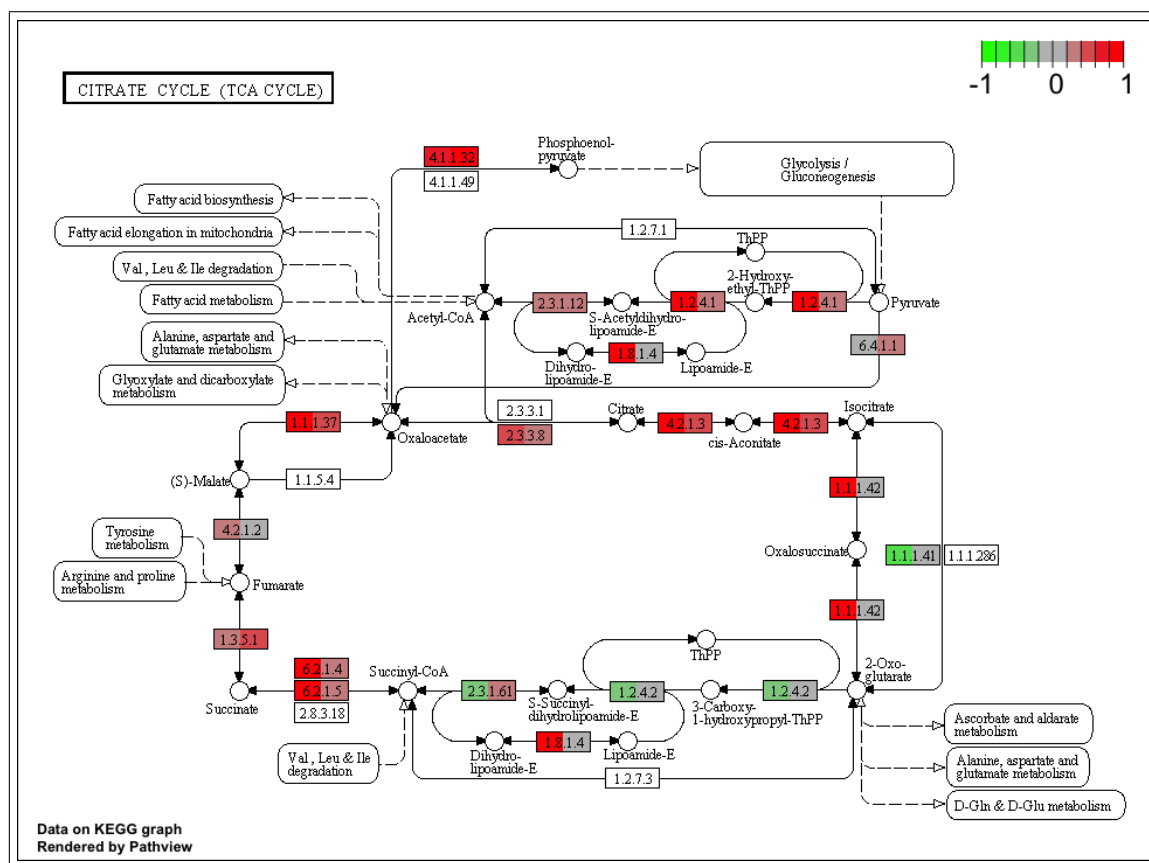 -1 0 1
CITRATE CYCLE (TCA CYCLE)
Phosphoenol-
pyruvate
4.1.1.32
4.1.1.49
Glycolysis /
Gluconeogenesis
Fatty acid biosynthesis
Fatty acid elongation in mitochondria
Val , Leu & Ile degradation
Fatty acid metabolism
Alanine, aspartate and
glutamate metabolism
Glyoxylate and dicarboxylate
metabolism
1.2.7.1
ThPP
2-Hydroxy-
ethyl-ThPP
Acetyl-CoA
2.3.1.12
S-Acetyldihydro-
lipoamide-E
1.2.4.1
1.2.4.1
Pyruvate
Dihydro-
lipoamide-E
1.8.1.4
Lipoamide-E
6.4.1.1
1.1.1.37
Oxaloacetate
2.3.3.1
2.3.3.8
Citrate
4.2.1.3
cis-Aconitate
4.2.1.3
Isocitrate
(S)-Malate
1.1.5.4
1.1.1.42
4.2.1.2
Tyrosine
metabolism
Arginine and proline
metabolism
Fumarate
Oxalosuccinate
1.1.1.41
1.1.1.286
1.1.1.42
1.3.5.1
ThPP
2-Oxo-
glutarate
Succinate
6.2.1.4
6.2.1.5
2.8.3.18
Succinyl-CoA
2.3.1.61
S-Succinyl-
dihydrolipoamide-E
1.2.4.2
3-Carboxy-
1-hydroxypropyl-ThPP
1.2.4.2
Dihydro-
lipoamide-E
1.8.1.4
Lipoamide-E
Val , Leu & Ile
degradation
1.2.7.3
Ascorbate and aldarate
metabolism
Alanine, aspartate and
glutamate metabolism
D-Gln & D-Glu metabolism
Data on KEGG graph
Rendered by Pathview